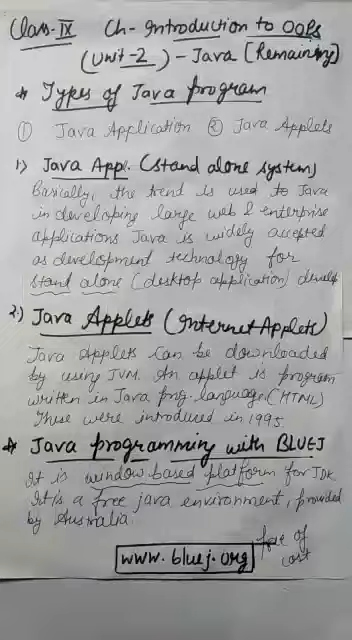 Class-IX Ch- Introduction to OOPs
(Unit-2) - Java (Remaining)
* Types of Java program
① Java Application ② Java Applets
1) Java App. (Stand alone system)
Basically, the trend is used to Java
in developing large web & enterprise
applications Java is widely accepted
as development technology for
stand alone (desktop application) develop
2.) Java Applets (Internet Applets)
Java Applets can be downloaded
by using JVM. An applet is program
written in Java prog. language. (HTML)
These were introduced in 1995
* Java programming with BLUEJ
It is window based platform for JDK
It is a free java environment, provided
by Australia.
free of
cost
www.bluej.org